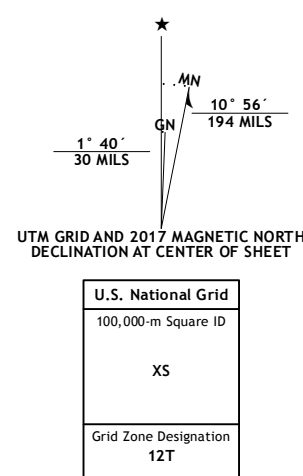 ★
MN
GN
10° 56´
194 MILS
1° 40´
30 MILS
UTM GRID AND 2017 MAGNETIC NORTH
DECLINATION AT CENTER OF SHEET
U.S. National Grid
100,000-m Square ID
XS
Grid Zone Designation
12T